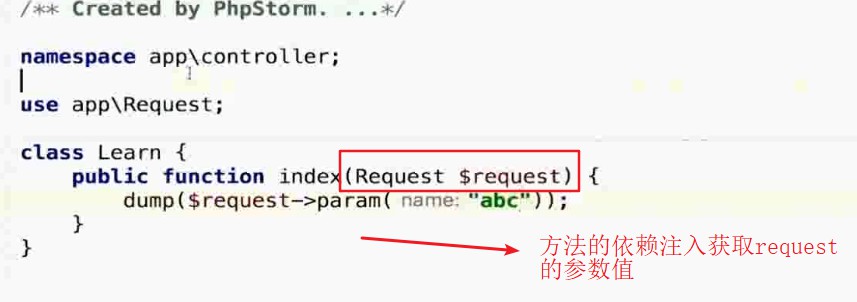 /** Created by PhpStorm. ...*/
namespace app\controller;
use app\Request;
class Learn {
public function index(Request $request) {
dump($request->param( name: "abc"));
}
}
方法的依赖注入获取request
的参数值